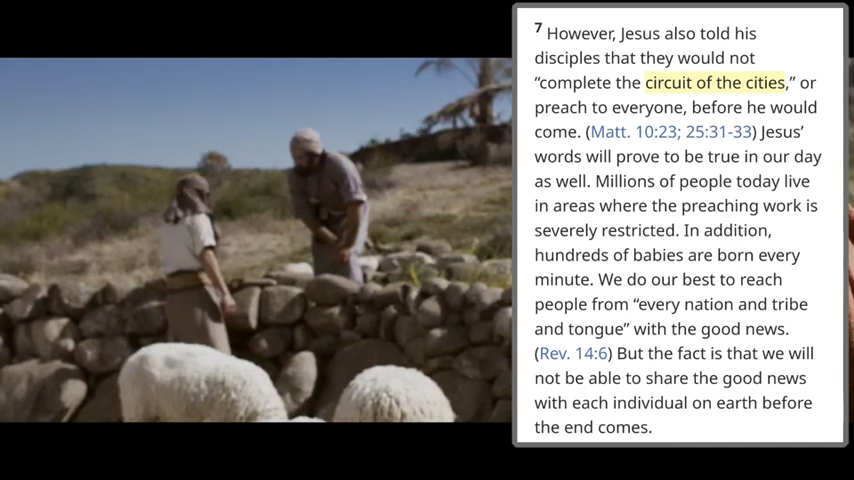 7 However, Jesus also told his
disciples that they would not
“complete the circuit of the cities,” or
preach to everyone, before he would
come. (Matt. 10:23; 25:31-33) Jesus’
words will prove to be true in our day
as well. Millions of people today live
in areas where the preaching work is
severely restricted. In addition,
hundreds of babies are born every
minute. We do our best to reach
people from “every nation and tribe
and tongue” with the good news.
(Rev. 14:6) But the fact is that we will
not be able to share the good news
with each individual on earth before
the end comes.